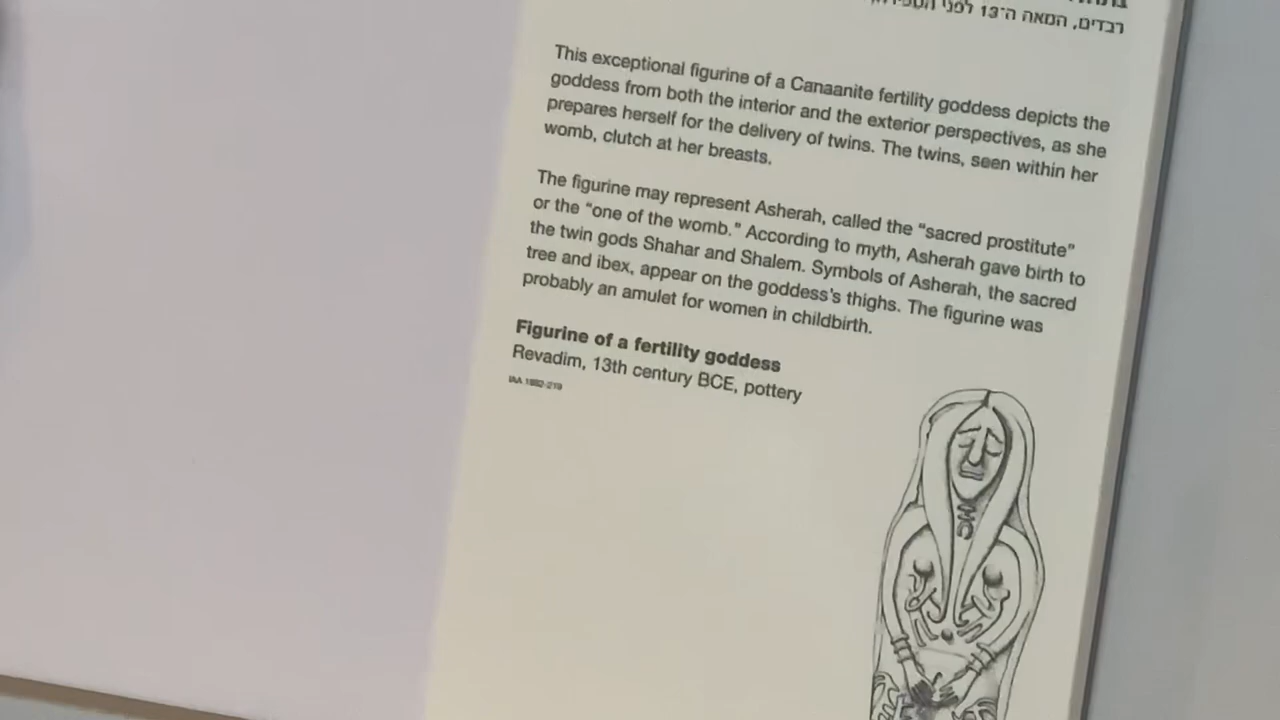 רבדים, המאה ה־13 לפני
This exceptional figurine of a Canaanite fertility goddess depicts the
goddess from both the interior and the exterior perspectives, as she
prepares herself for the delivery of twins. The twins, seen within her
womb, clutch at her breasts.
The figurine may represent Asherah, called the “sacred prostitute”
or the “one of the womb.” According to myth, Asherah gave birth to
the twin gods Shahar and Shalem. Symbols of Asherah, the sacred
tree and ibex, appear on the goddess’s thighs. The figurine was
probably an amulet for women in childbirth.
Figurine of a fertility goddess
Revadim, 13th century BCE, pottery
IAA